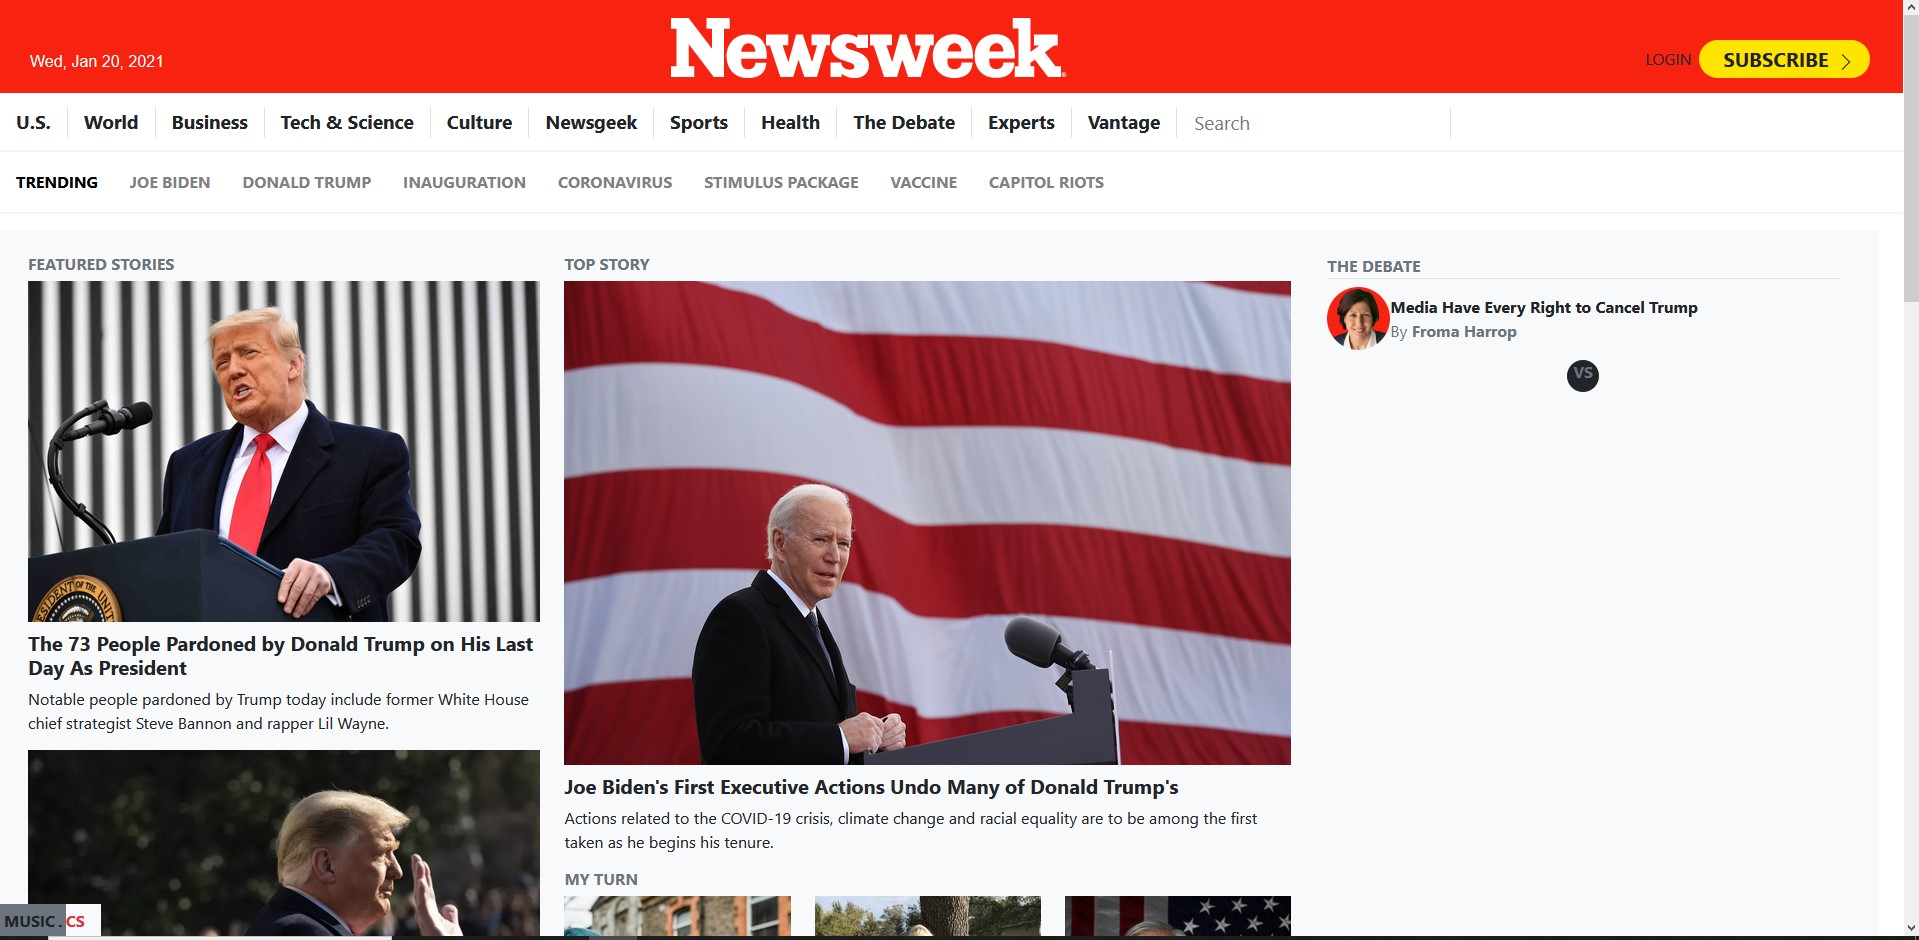 Newsweek
Wed, Jan 20, 2021
LOGIN
SUBSCRIBE
U.S.
World
Business
Tech & Science
Culture
Newsgeek
Sports
Health
The Debate
Experts
Vantage
Search
TRENDING
JOE BIDEN
DONALD TRUMP
INAUGURATION
CORONAVIRUS
STIMULUS PACKAGE
VACCINE
CAPITOL RIOTS
FEATURED STORIES
The 73 People Pardoned by Donald Trump on His Last
Day As President
Notable people pardoned by Trump today include former White House
chief strategist Steve Bannon and rapper Lil Wayne.
TOP STORY
Joe Biden's First Executive Actions Undo Many of Donald Trump's
Actions related to the COVID-19 crisis, climate change and racial equality are to be among the first
taken as he begins his tenure.
MY TURN
THE DEBATE
Media Have Every Right to Cancel Trump
By Froma Harrop
VS
MUSIC.CS